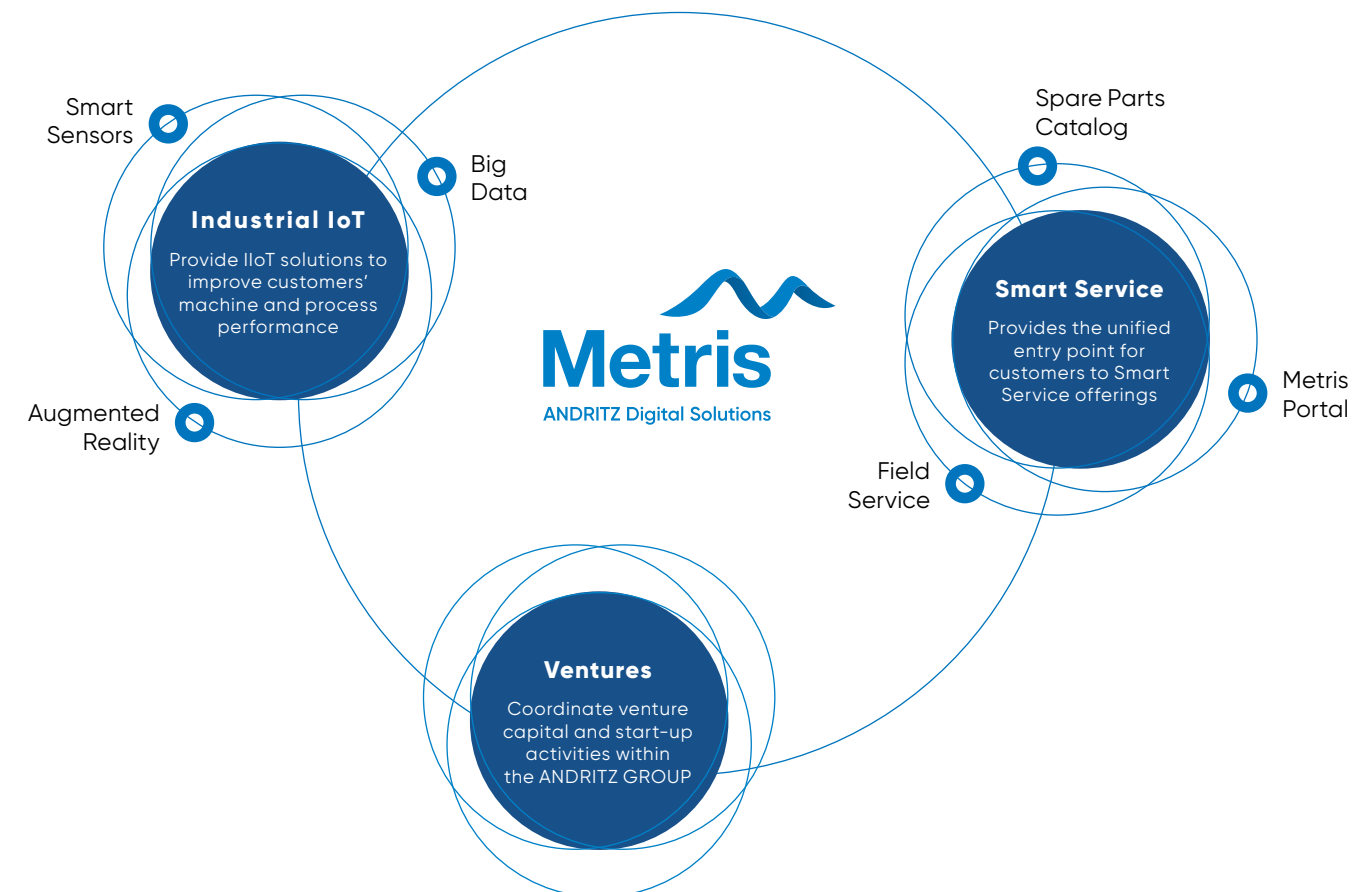 Smart
Sensors
Big
Data
Industrial IoT
Provide IIoT solutions to
improve customers'
machine and process
performance
Augmented
Reality
Metris
ANDRITZ Digital Solutions
Spare Parts
Catalog
Smart Service
Provides the unified
entry point for
customers to Smart
Service offerings
Metris
Portal
Field
Service
Ventures
Coordinate venture
capital and start-up
activities within
the ANDRITZ GROUP